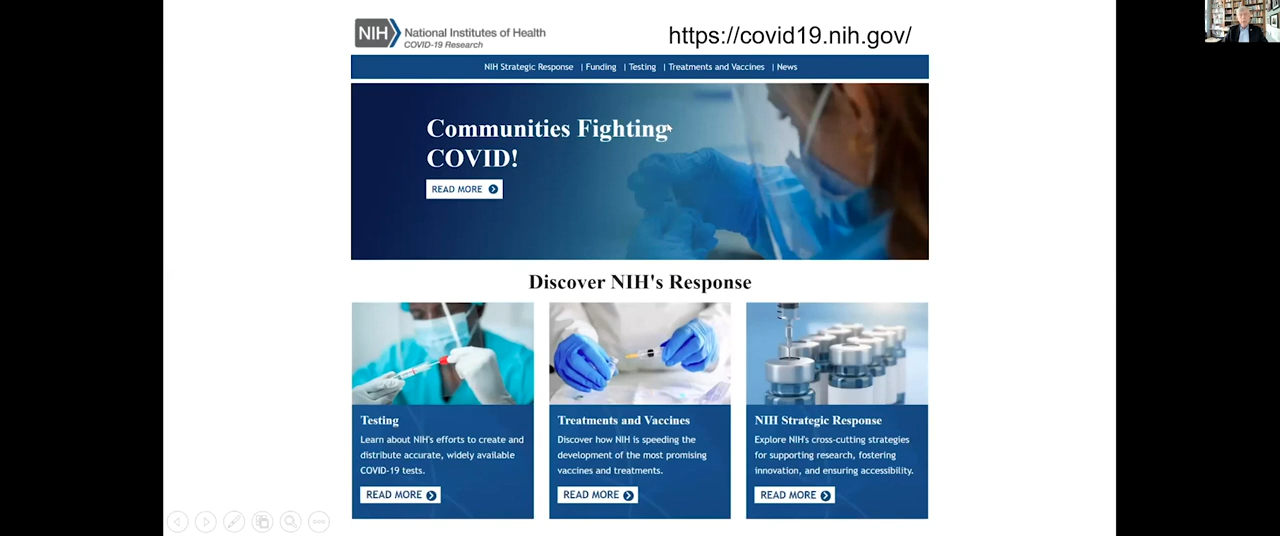 NIH
National Institutes of Health
COVID-19 Research
https://covid19.nih.gov/
NIH Strategic Response | Funding | Testing | Treatments and Vaccines | News
Communities Fighting
COVID!
READ MORE
Discover NIH's Response
Testing
Learn about NIH's efforts to create and
distribute accurate, widely available
COVID-19 tests.
READ MORE
Treatments and Vaccines
Discover how NIH is speeding the
development of the most promising
vaccines and treatments.
READ MORE
NIH Strategic Response
Explore NIH's cross-cutting strategies
for supporting research, fostering
innovation, and ensuring accessibility.
READ MORE